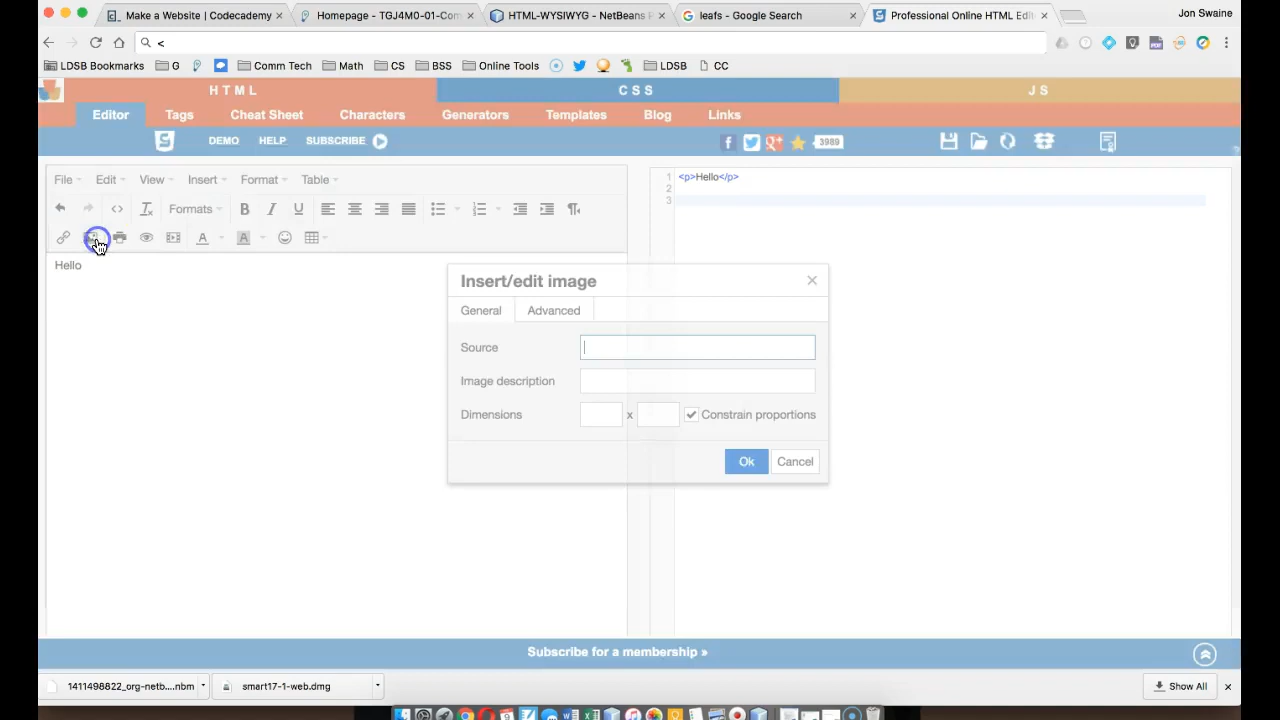 Make a Website | Codecademy
Homepage - TGJ4M0-01-Com
HTML-WYSIWYG - NetBeans P
leafs - Google Search
Professional Online HTML Edi
Jon Swaine
<
LDSB Bookmarks
G
Comm Tech
Math
CS
BSS
Online Tools
LDSB
CC
HTML
CSS
JS
Editor
Tags
Cheat Sheet
Characters
Generators
Templates
Blog
Links
DEMO
HELP
SUBSCRIBE
3989
File
Edit
View
Insert
Format
Table
Formats
Hello
1 <p>Hello</p>
2
3
Insert/edit image
General
Advanced
Source
Image description
Dimensions
x
Constrain proportions
Ok
Cancel
Subscribe for a membership »
1411498822_org-netb....nbm
smart17-1-web.dmg
Show All